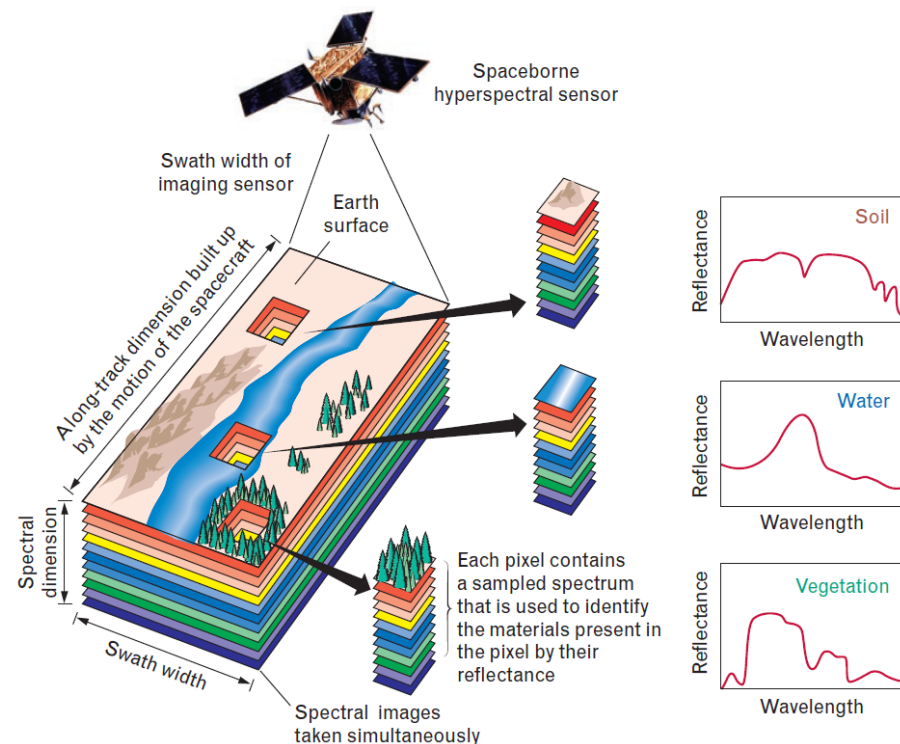 Spaceborne
hyperspectral sensor
Swath width of
imaging sensor
Earth
surface
Along-track dimension built up
by the motion of the spacecraft
Spectral
dimension
Swath width
Spectral images
taken simultaneously
Each pixel contains
a sampled spectrum
that is used to identify
the materials present in
the pixel by their
reflectance
Soil
Reflectance
Wavelength
Water
Reflectance
Wavelength
Vegetation
Reflectance
Wavelength